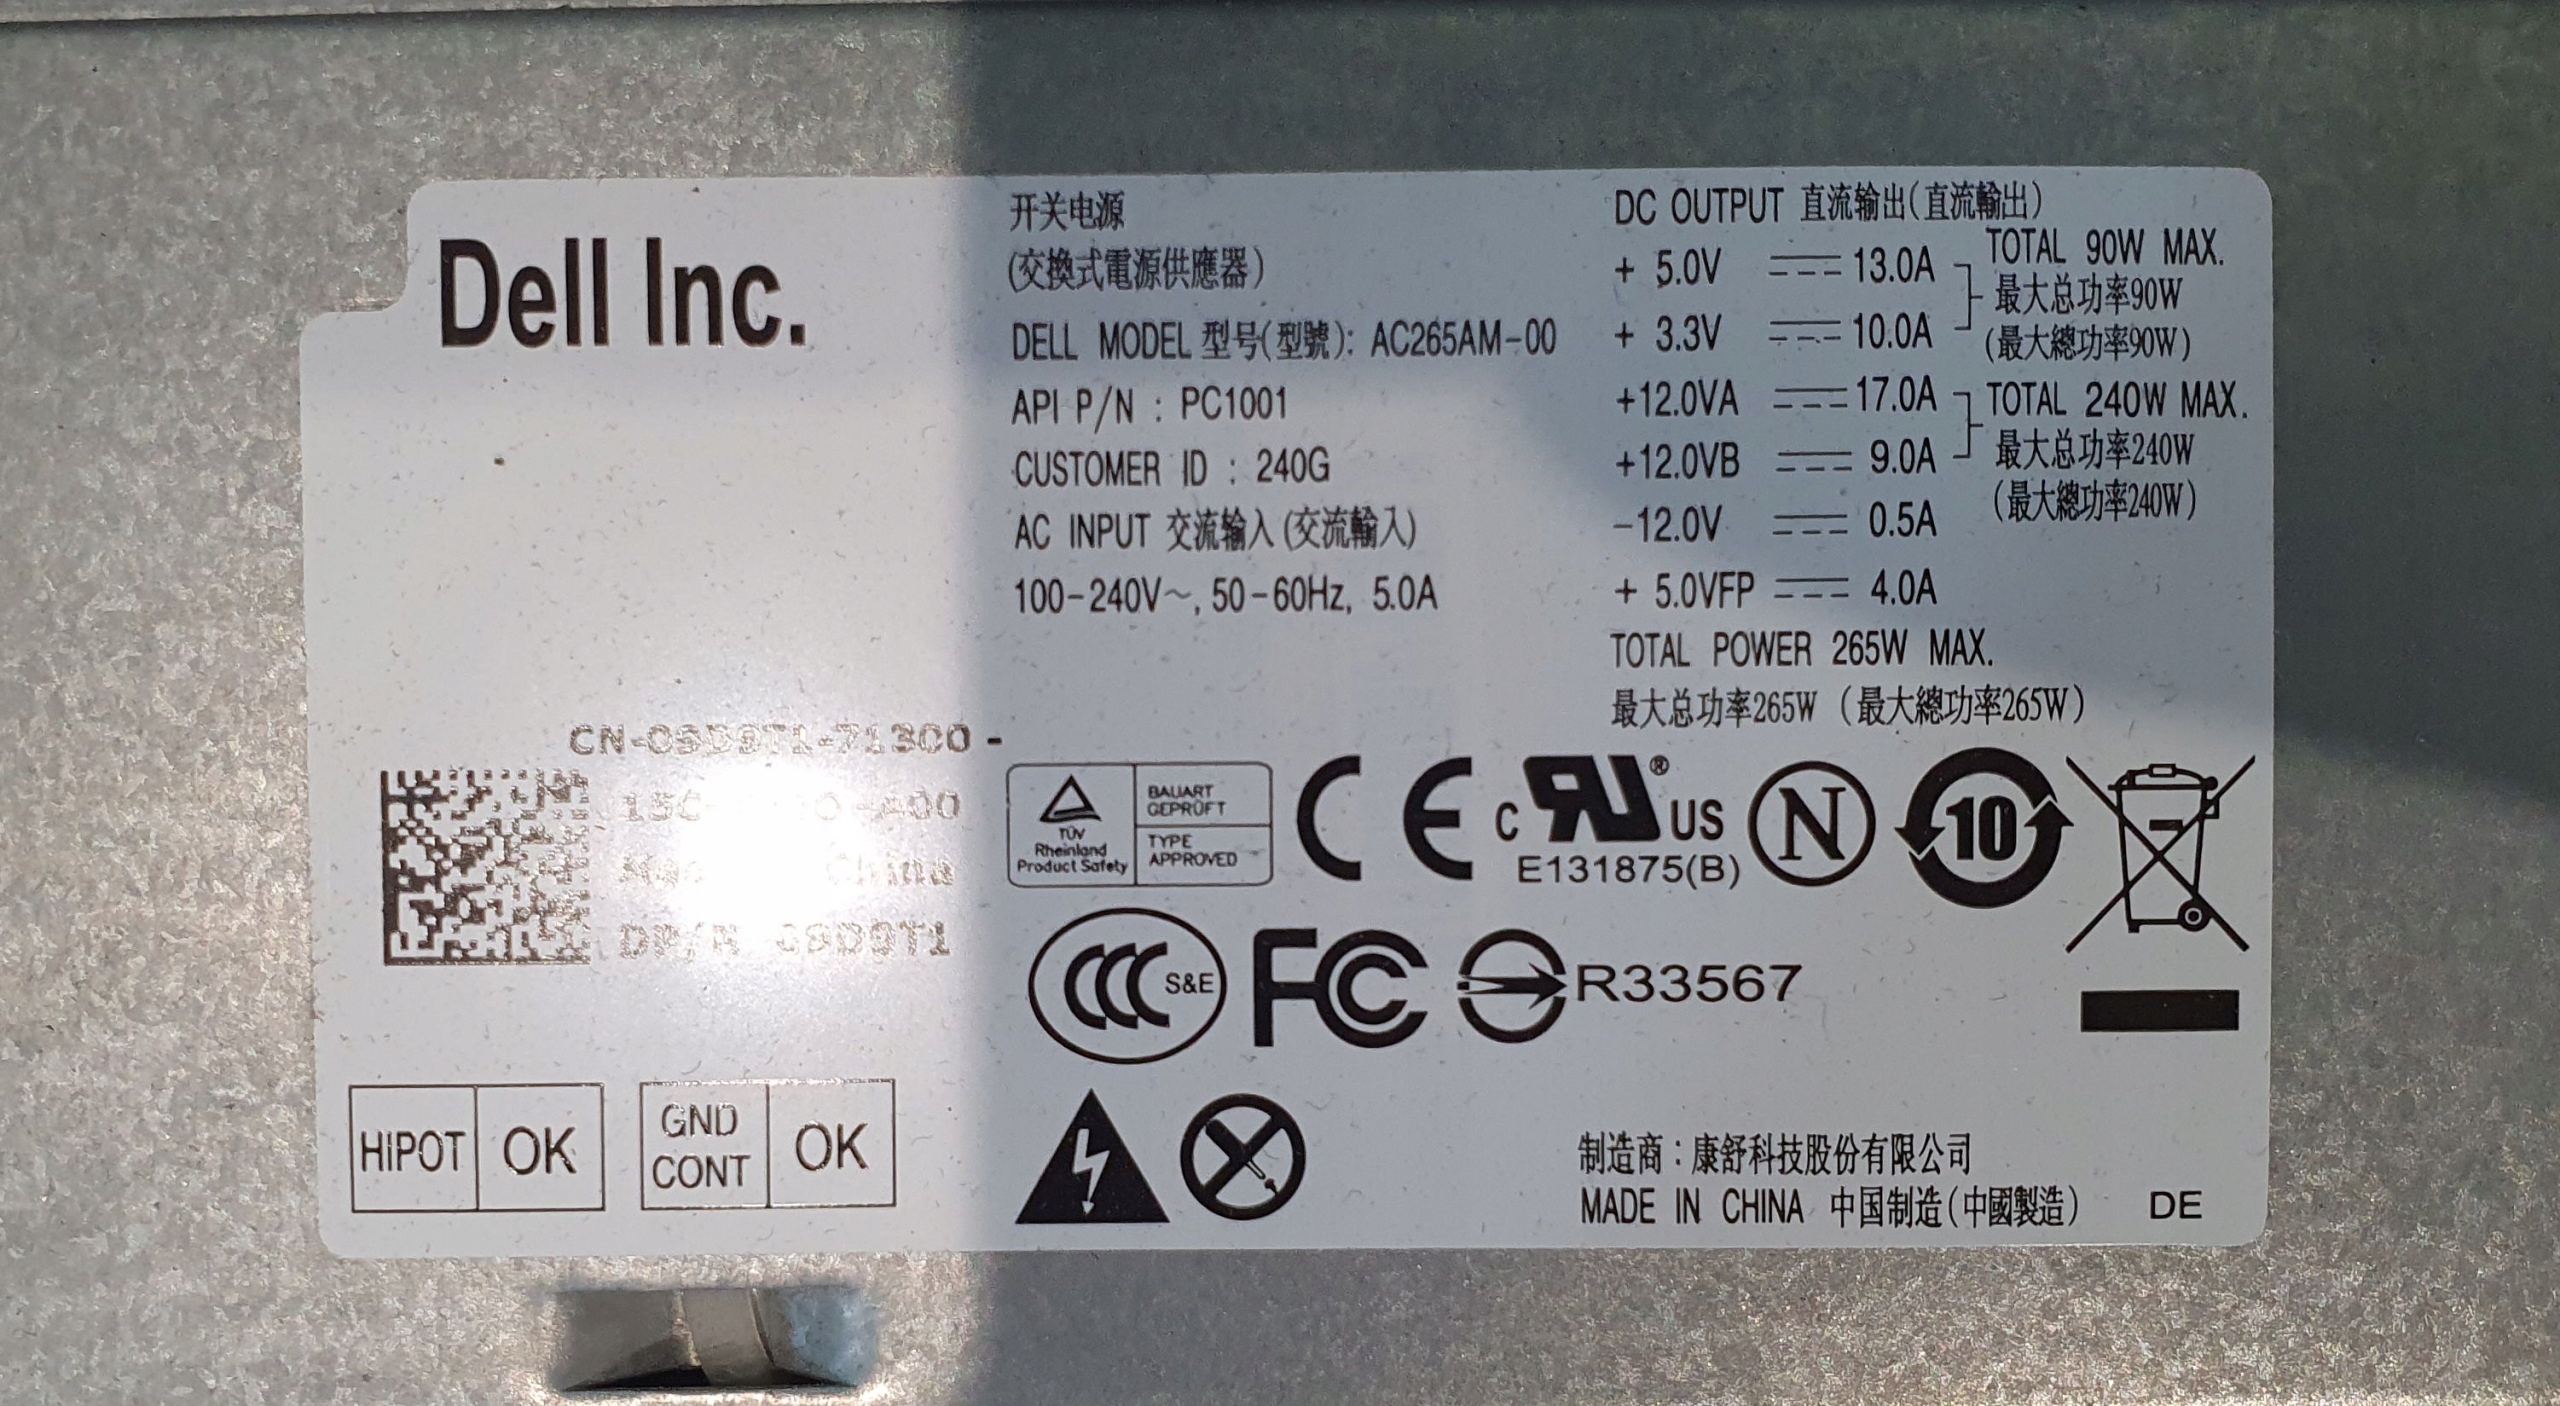 Dell Inc.
开关电源
(交換式電源供應器)
DELL MODEL 型号(型號): AC265AM-00
API P/N : PC1001
CUSTOMER ID : 240G
AC INPUT 交流输入 (交流輸入)
100-240V~, 50-60Hz, 5.0A
DC OUTPUT 直流输出(直流輸出)
+ 5.0V 13.0A
+ 3.3V 10.0A
TOTAL 90W MAX.
最大总功率90W
(最大總功率90W)
+12.0VA 17.0A
+12.0VB 9.0A
TOTAL 240W MAX.
最大总功率240W
(最大總功率240W)
-12.0V 0.5A
+ 5.0VFP 4.0A
TOTAL POWER 265W MAX.
最大总功率265W (最大總功率265W)
China
TÜV
Rheinland
Product Safety
BAUART
GEPRÜFT
TYPE
APPROVED
CE
c RU® US
E131875(B)
N
10
CCC S&E
FC
R33567
HiPOT OK
GND
CONT
OK
制造商：康舒科技股份有限公司
MADE IN CHINA 中国制造(中國製造) DE